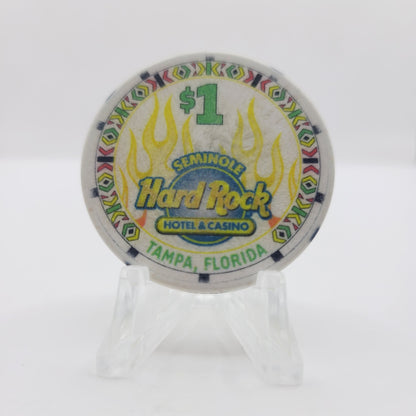 $1
SEMINOLE
Hard Rock
HOTEL & CASINO
TAMPA, FLORIDA